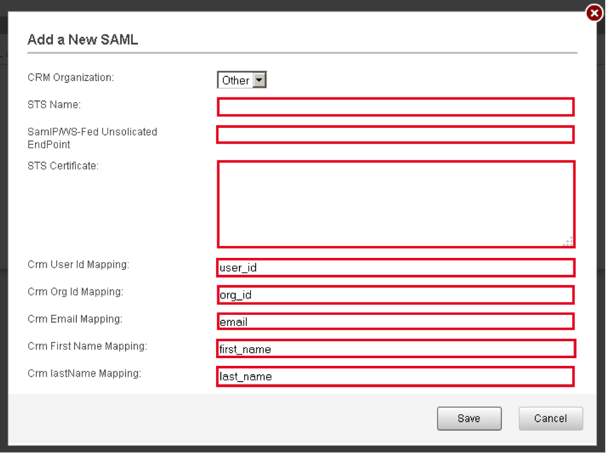 Add a New SAML
CRM Organization:
Other
STS Name:
SamlP/WS-Fed Unsolicated
EndPoint
STS Certificate:
Crm User Id Mapping:
user_id
Crm Org Id Mapping:
org_id
Crm Email Mapping:
email
Crm First Name Mapping:
first_name
Crm lastName Mapping:
last_name
Save
Cancel